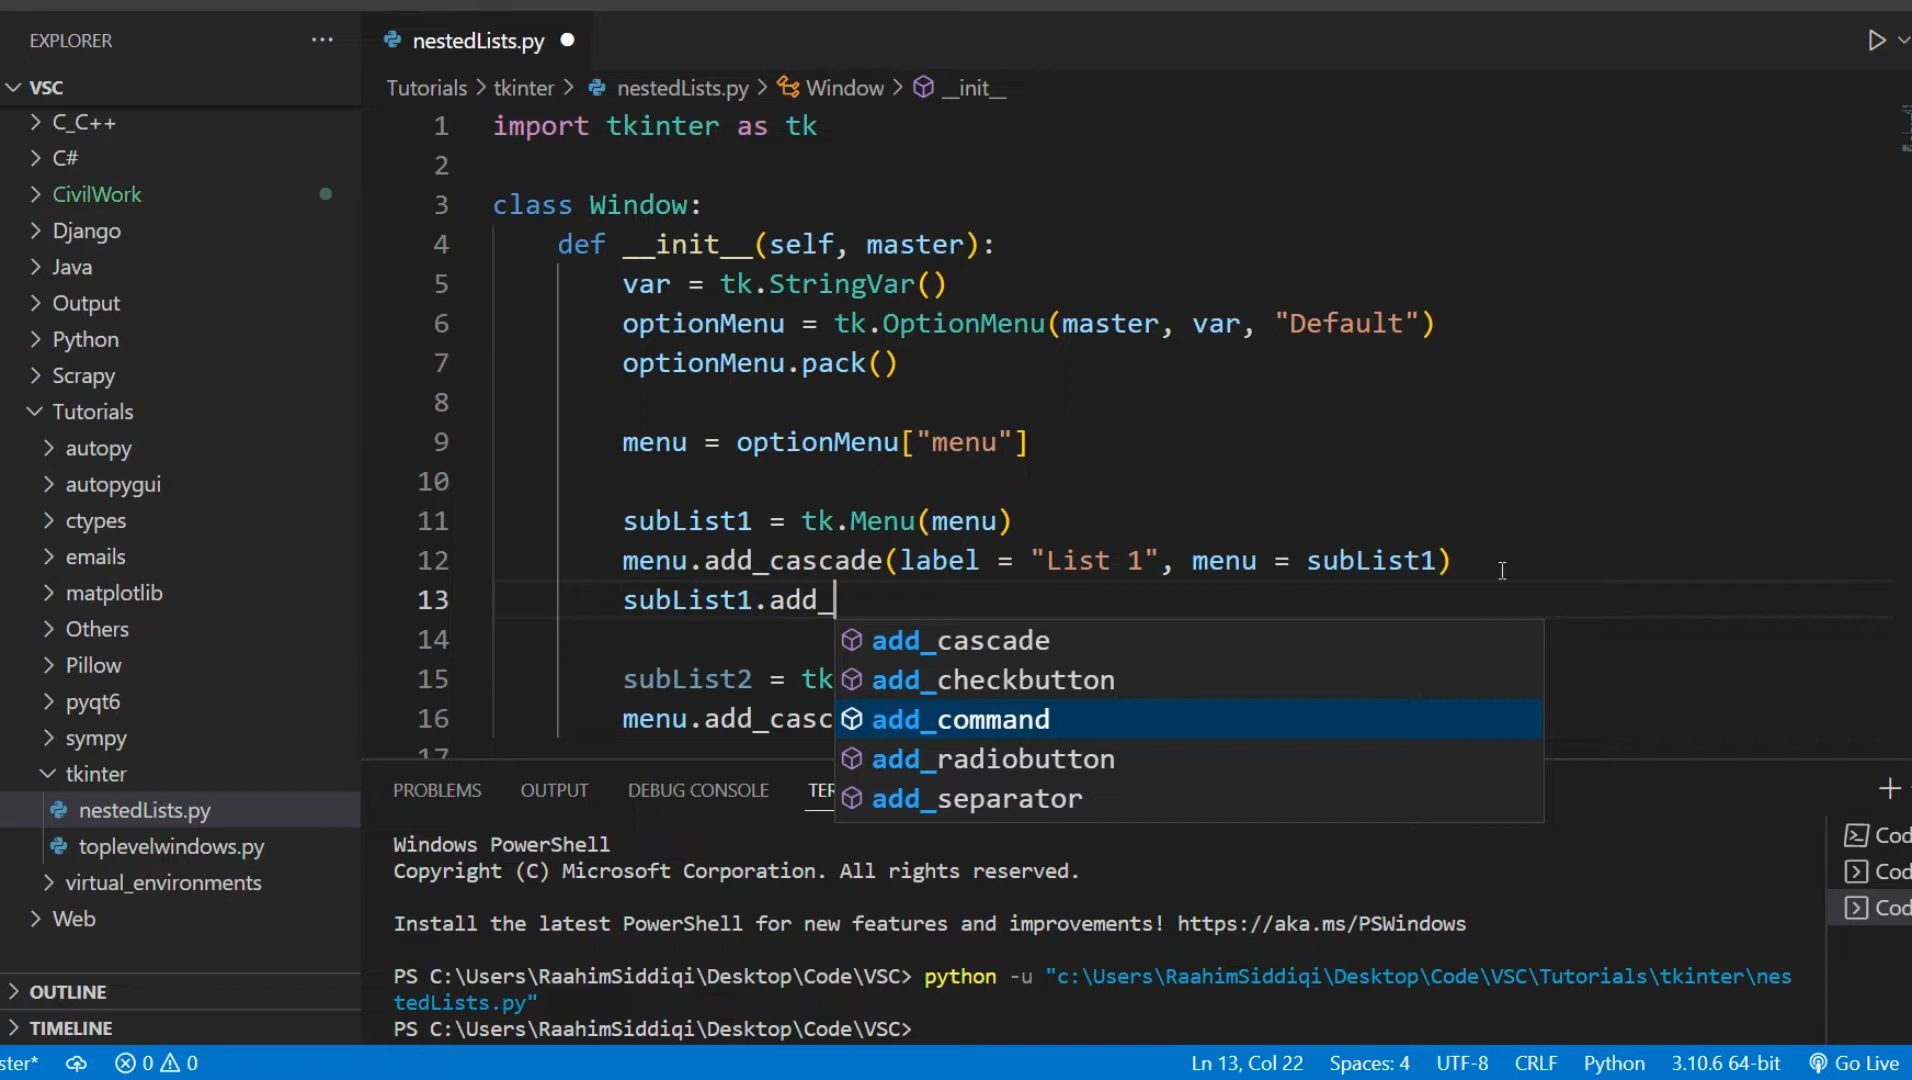 EXPLORER
···
nestedLists.py
VSC
Tutorials > tkinter > nestedLists.py > Window > __init__
C_C++
C#
CivilWork
Django
Java
Output
Python
Scrapy
Tutorials
autopy
autopygui
ctypes
emails
matplotlib
Others
Pillow
pyqt6
sympy
tkinter
nestedLists.py
toplevelwindows.py
virtual_environments
Web
OUTLINE
TIMELINE
1 import tkinter as tk
2
3 class Window:
4 def __init__(self, master):
5 var = tk.StringVar()
6 optionMenu = tk.OptionMenu(master, var, "Default")
7 optionMenu.pack()
8
9 menu = optionMenu["menu"]
10
11 subList1 = tk.Menu(menu)
12 menu.add_cascade(label = "List 1", menu = subList1)
13 subList1.add_
14
15 subList2 = tk
16 menu.add_casc
17
add_cascade
add_checkbutton
add_command
add_radiobutton
add_separator
PROBLEMS OUTPUT DEBUG CONSOLE TER
Windows PowerShell
Copyright (C) Microsoft Corporation. All rights reserved.
Install the latest PowerShell for new features and improvements! https://aka.ms/PSWindows
PS C:\Users\RaahimSiddiqi\Desktop\Code\VSC> python -u "c:\Users\RaahimSiddiqi\Desktop\Code\VSC\Tutorials\tkinter\nes
tedLists.py"
PS C:\Users\RaahimSiddiqi\Desktop\Code\VSC>
Cod
Cod
Cod
ster* 0 0 Ln 13, Col 22 Spaces: 4 UTF-8 CRLF Python 3.10.6 64-bit Go Live